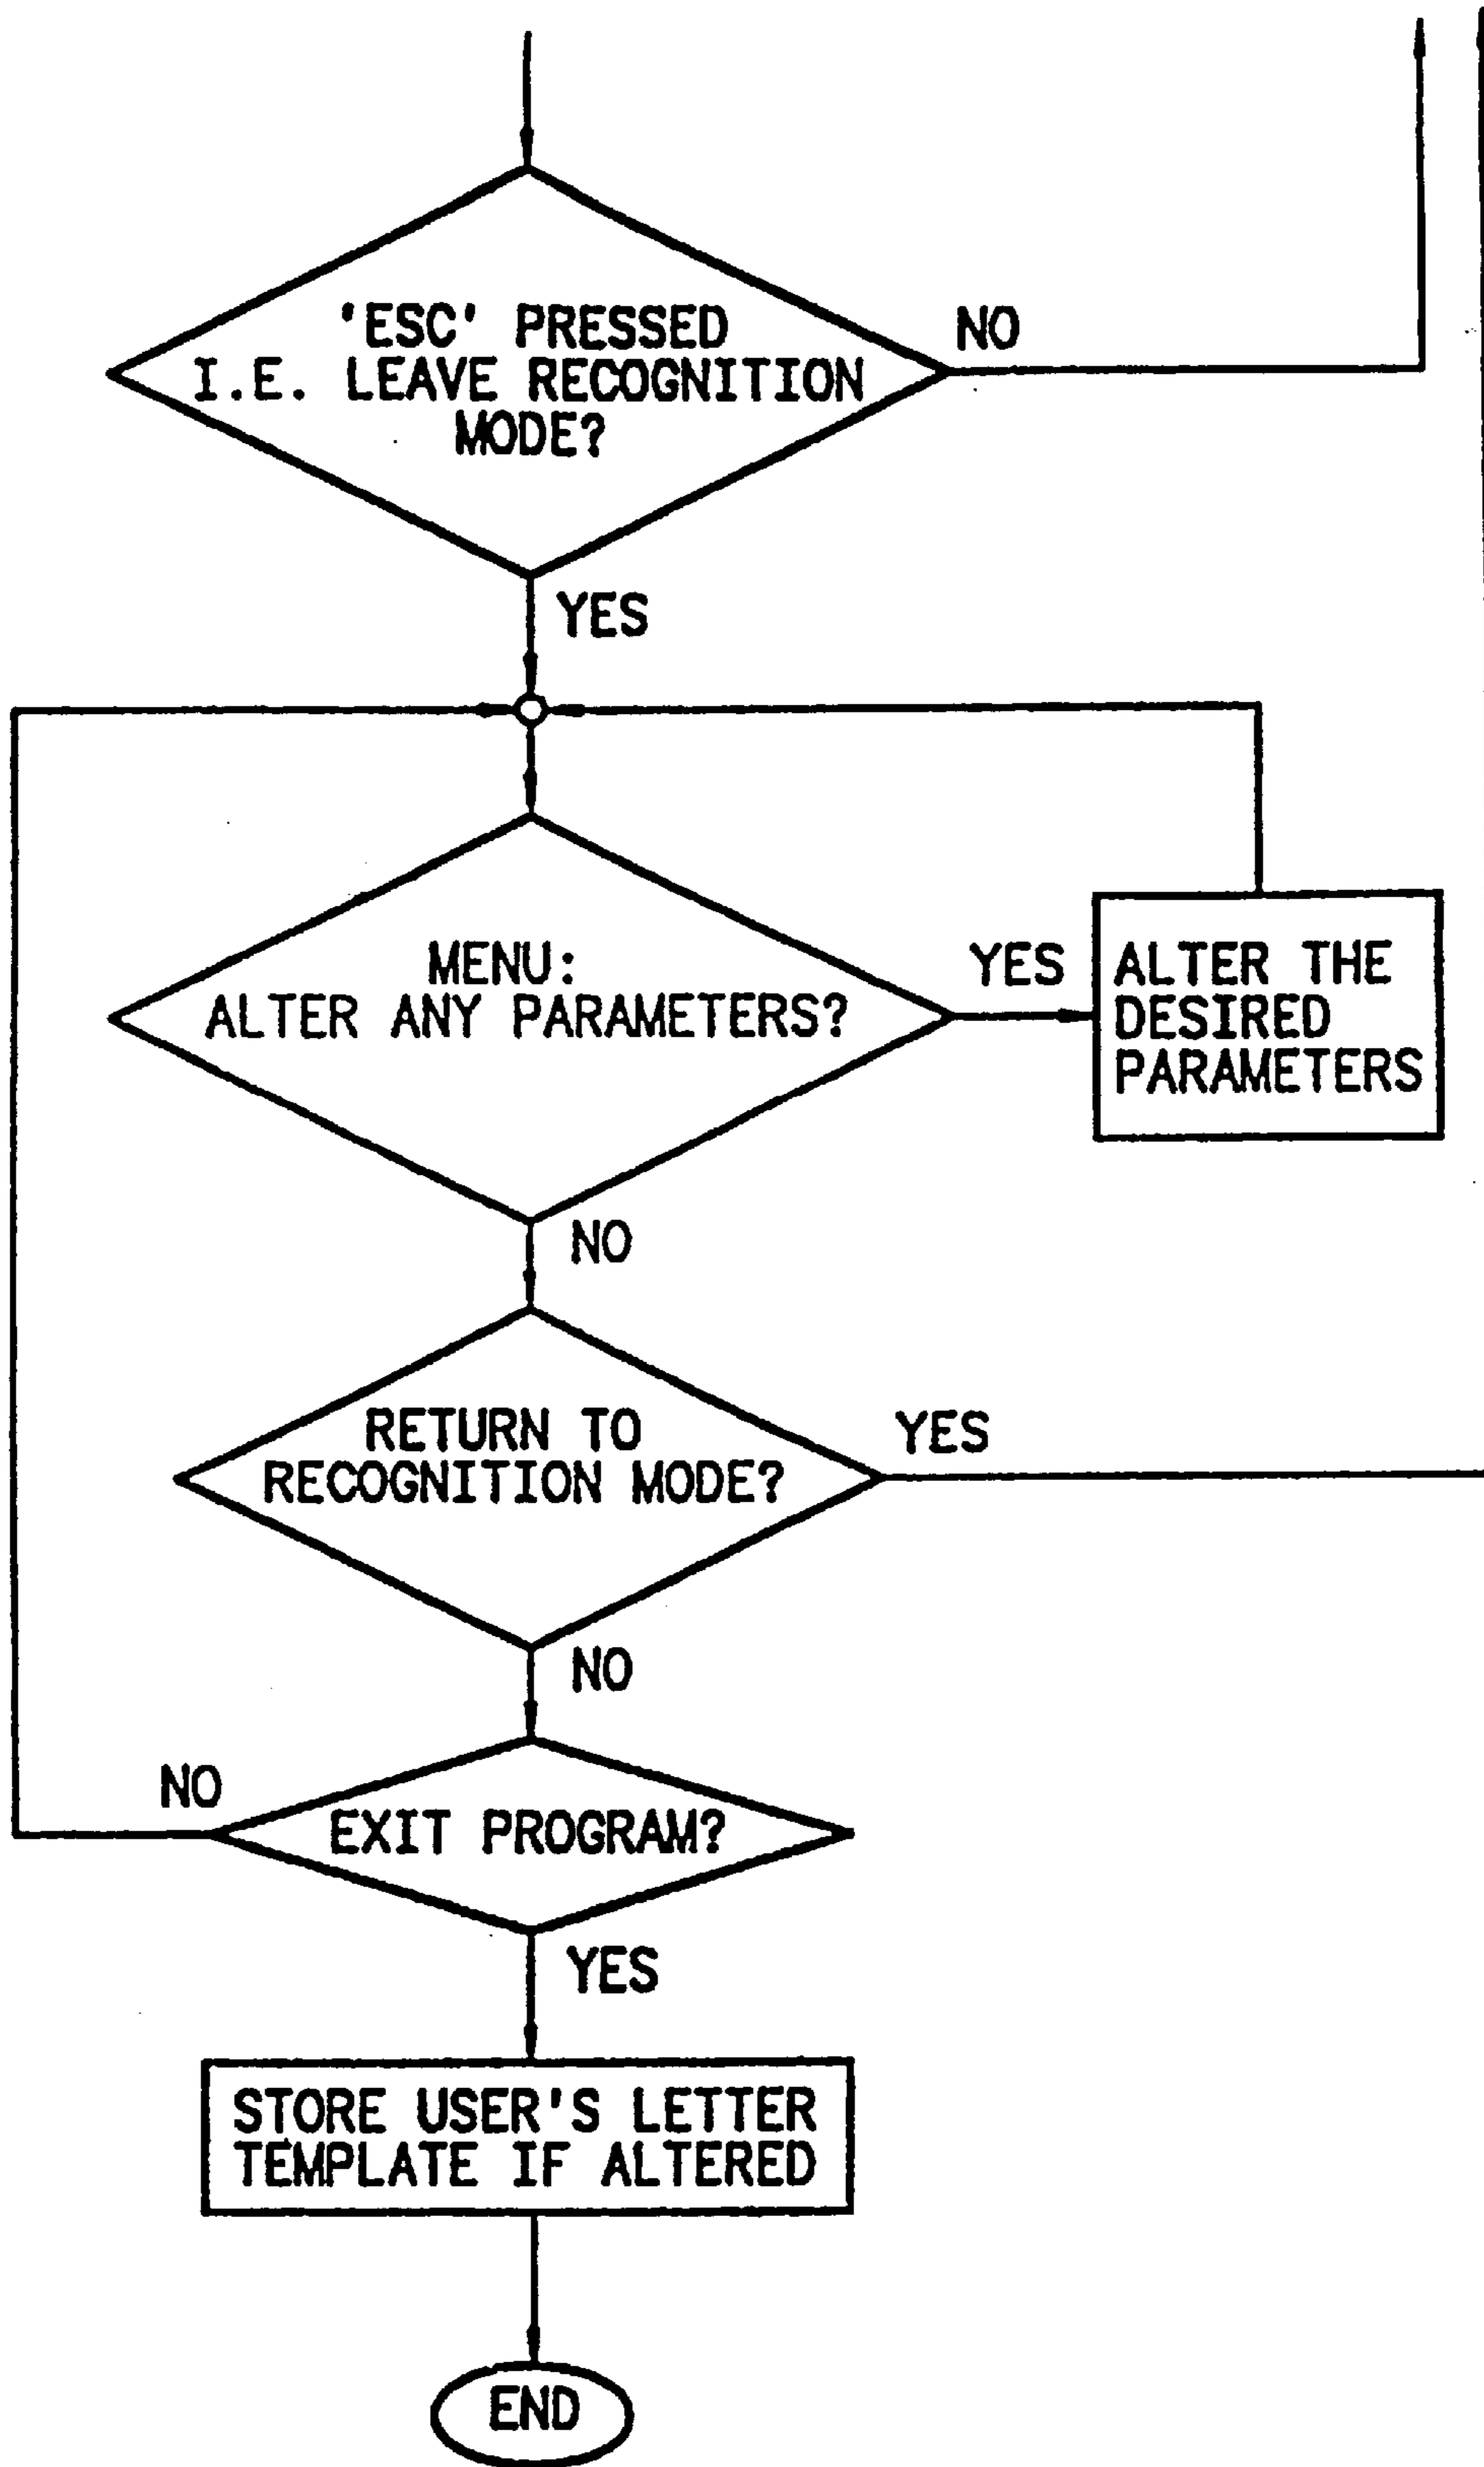 'ESC' PRESSED
I.E. LEAVE RECOGNITION
MODE?
NO
YES
MENU:
ALTER ANY PARAMETERS?
YES
ALTER THE
DESIRED
PARAMETERS
NO
RETURN TO
RECOGNITION MODE?
YES
NO
EXIT PROGRAM?
NO
YES
STORE USER'S LETTER
TEMPLATE IF ALTERED
END